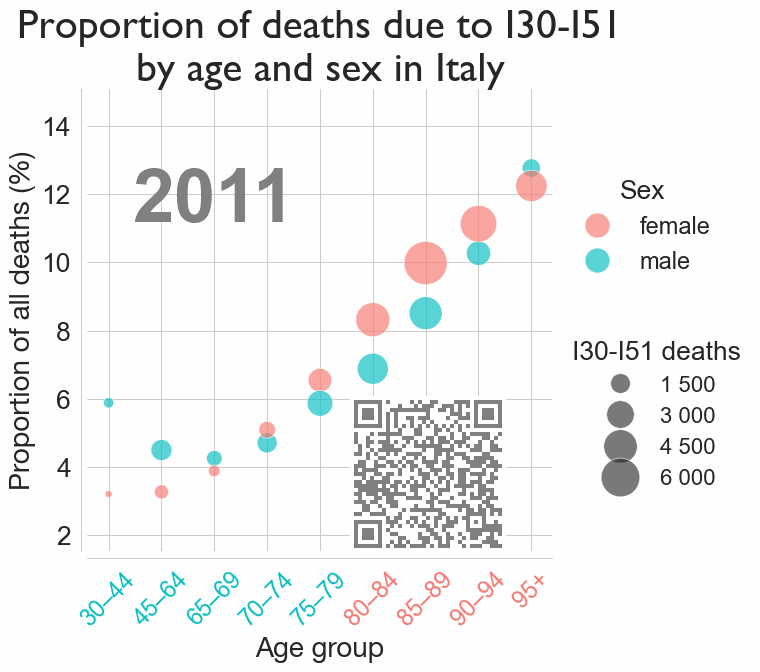 Proportion of deaths due to I30-I51
by age and sex in Italy
Proportion of all deaths (%)
14
12
10
8
6
4
2
2011
30–44
45–64
65–69
70–74
75–79
80–84
85–89
90–94
95+
Age group
Sex
female
male
I30-I51 deaths
1 500
3 000
4 500
6 000